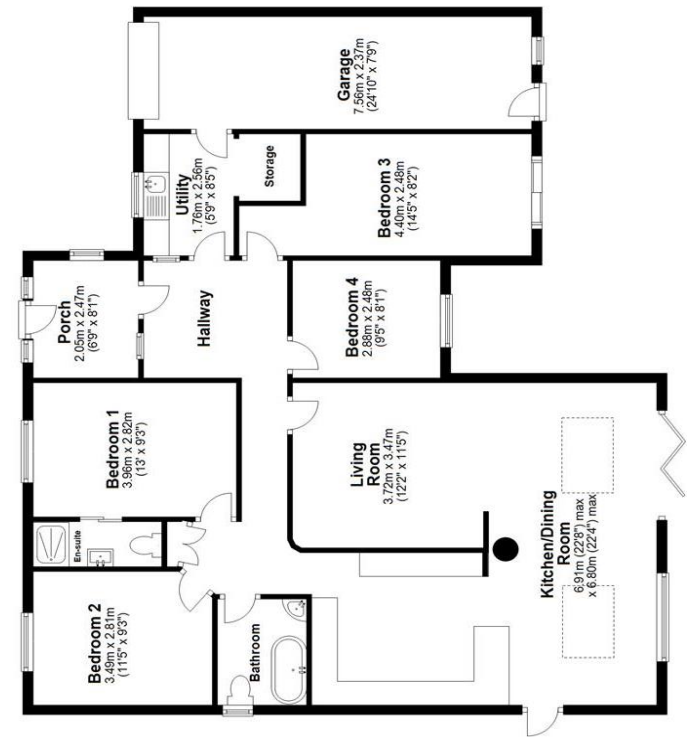 Garage
7.56m x 2.37m
(24'10" x 7'9")
Utility
1.76m x 2.56m
(5'9" x 8'5")
Storage
Bedroom 3
4.40m x 2.48m
(14'5" x 8'2")
Porch
2.05m x 2.47m
(6'9" x 8'1")
Hallway
Bedroom 4
2.88m x 2.48m
(9'5" x 8'1")
Bedroom 1
3.96m x 2.82m
(13' x 9'3")
Living
Room
3.72m x 3.47m
(12'2" x 11'5")
Kitchen/Dining
Room
6.91m (22'8") max
x 6.80m (22'4") max
En-suite
Bedroom 2
3.49m x 2.81m
(11'5" x 9'3")
Bathroom